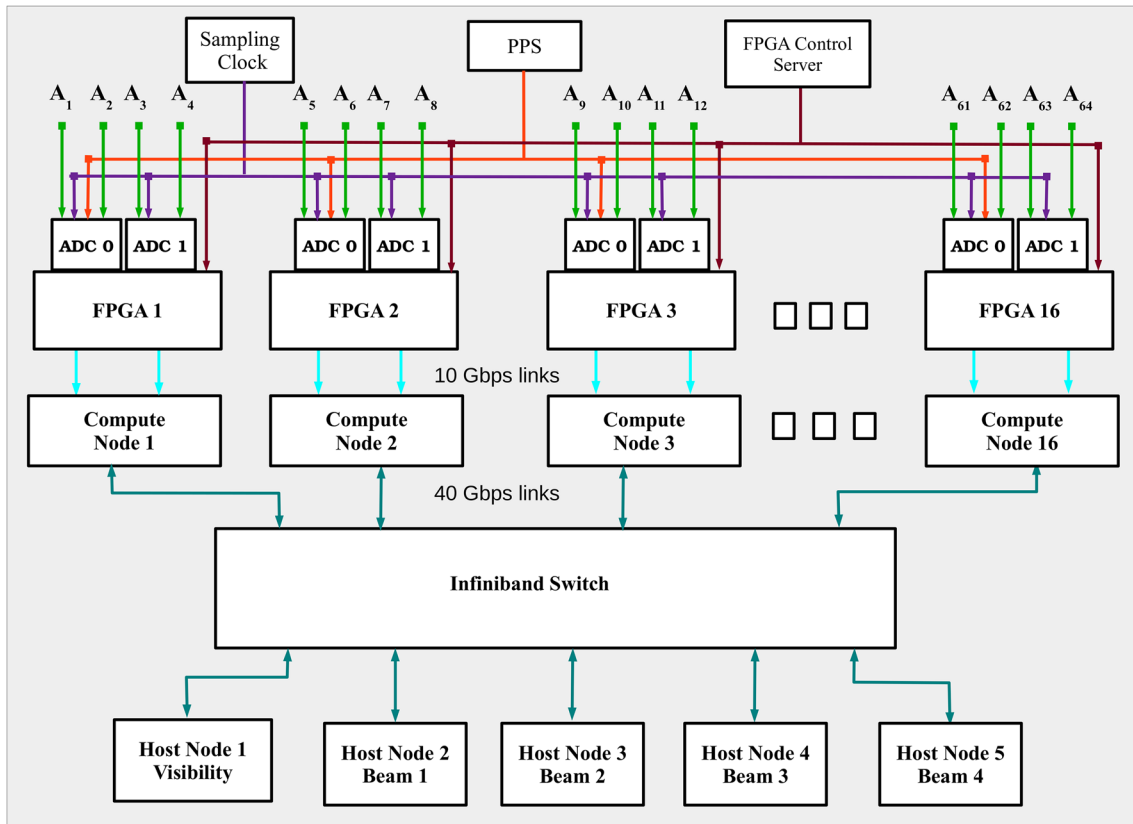 Sampling
Clock
PPS
FPGA Control
Server
A1 A2 A3 A4 A5 A6 A7 A8 A9 A10 A11 A12 A61 A62 A63 A64
ADC 0 ADC 1 ADC 0 ADC 1 ADC 0 ADC 1 ADC 0 ADC 1
FPGA 1 FPGA 2 FPGA 3 FPGA 16
10 Gbps links
Compute
Node 1
Compute
Node 2
Compute
Node 3
Compute
Node 16
40 Gbps links
Infiniband Switch
Host Node 1
Visibility
Host Node 2
Beam 1
Host Node 3
Beam 2
Host Node 4
Beam 3
Host Node 5
Beam 4